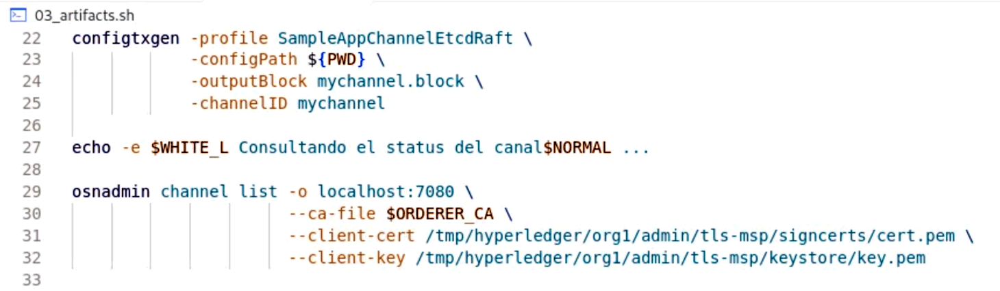 03_artifacts.sh
22 configtxgen -profile SampleAppChannelEtcdRaft \
23 -configPath ${PWD} \
24 -outputBlock mychannel.block \
25 -channelID mychannel
26
27 echo -e $WHITE_L Consultando el status del canal$NORMAL ...
28
29 osnadmin channel list -o localhost:7080 \
30 --ca-file $ORDERER_CA \
31 --client-cert /tmp/hyperledger/org1/admin/tls-msp/signcerts/cert.pem \
32 --client-key /tmp/hyperledger/org1/admin/tls-msp/keystore/key.pem
33